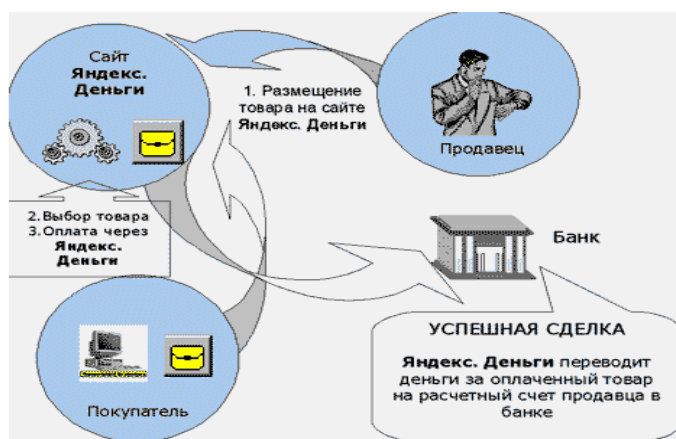 Сайт
Яндекс.
Деньги
1. Размещение
товара на сайте
Яндекс. Деньги
Продавец
2.Выбор товара
3.Оплата через
Яндекс.
Деньги
Банк
Покупатель
УСПЕШНАЯ СДЕЛКА
Яндекс. Деньги переводит
деньги за оплаченный товар
на расчетный счет продавца в
банке